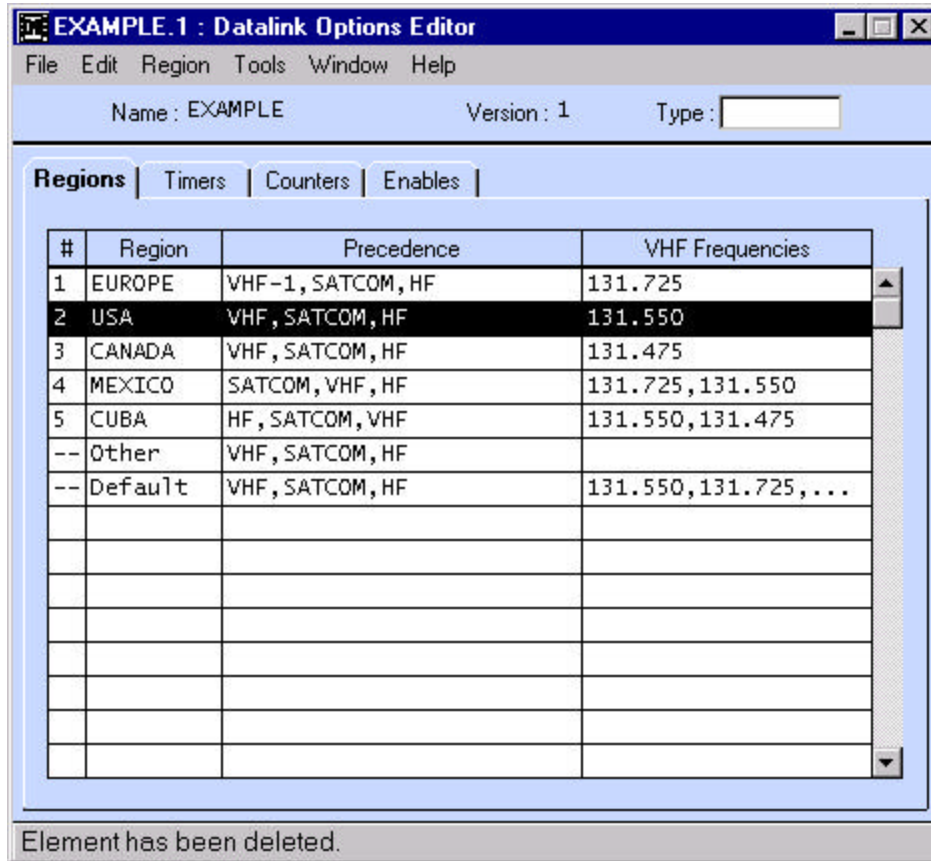 EXAMPLE.1 : Datalink Options Editor
File Edit Region Tools Window Help
Name : EXAMPLE Version : 1 Type :
Regions Timers Counters Enables
# Region Precedence VHF Frequencies
1 EUROPE VHF-1,SATCOM,HF 131.725
2 USA VHF,SATCOM,HF 131.550
3 CANADA VHF,SATCOM,HF 131.475
4 MEXICO SATCOM,VHF,HF 131.725,131.550
5 CUBA HF,SATCOM,VHF 131.550,131.475
-- Other VHF,SATCOM,HF
-- Default VHF,SATCOM,HF 131.550,131.725,...
Element has been deleted.